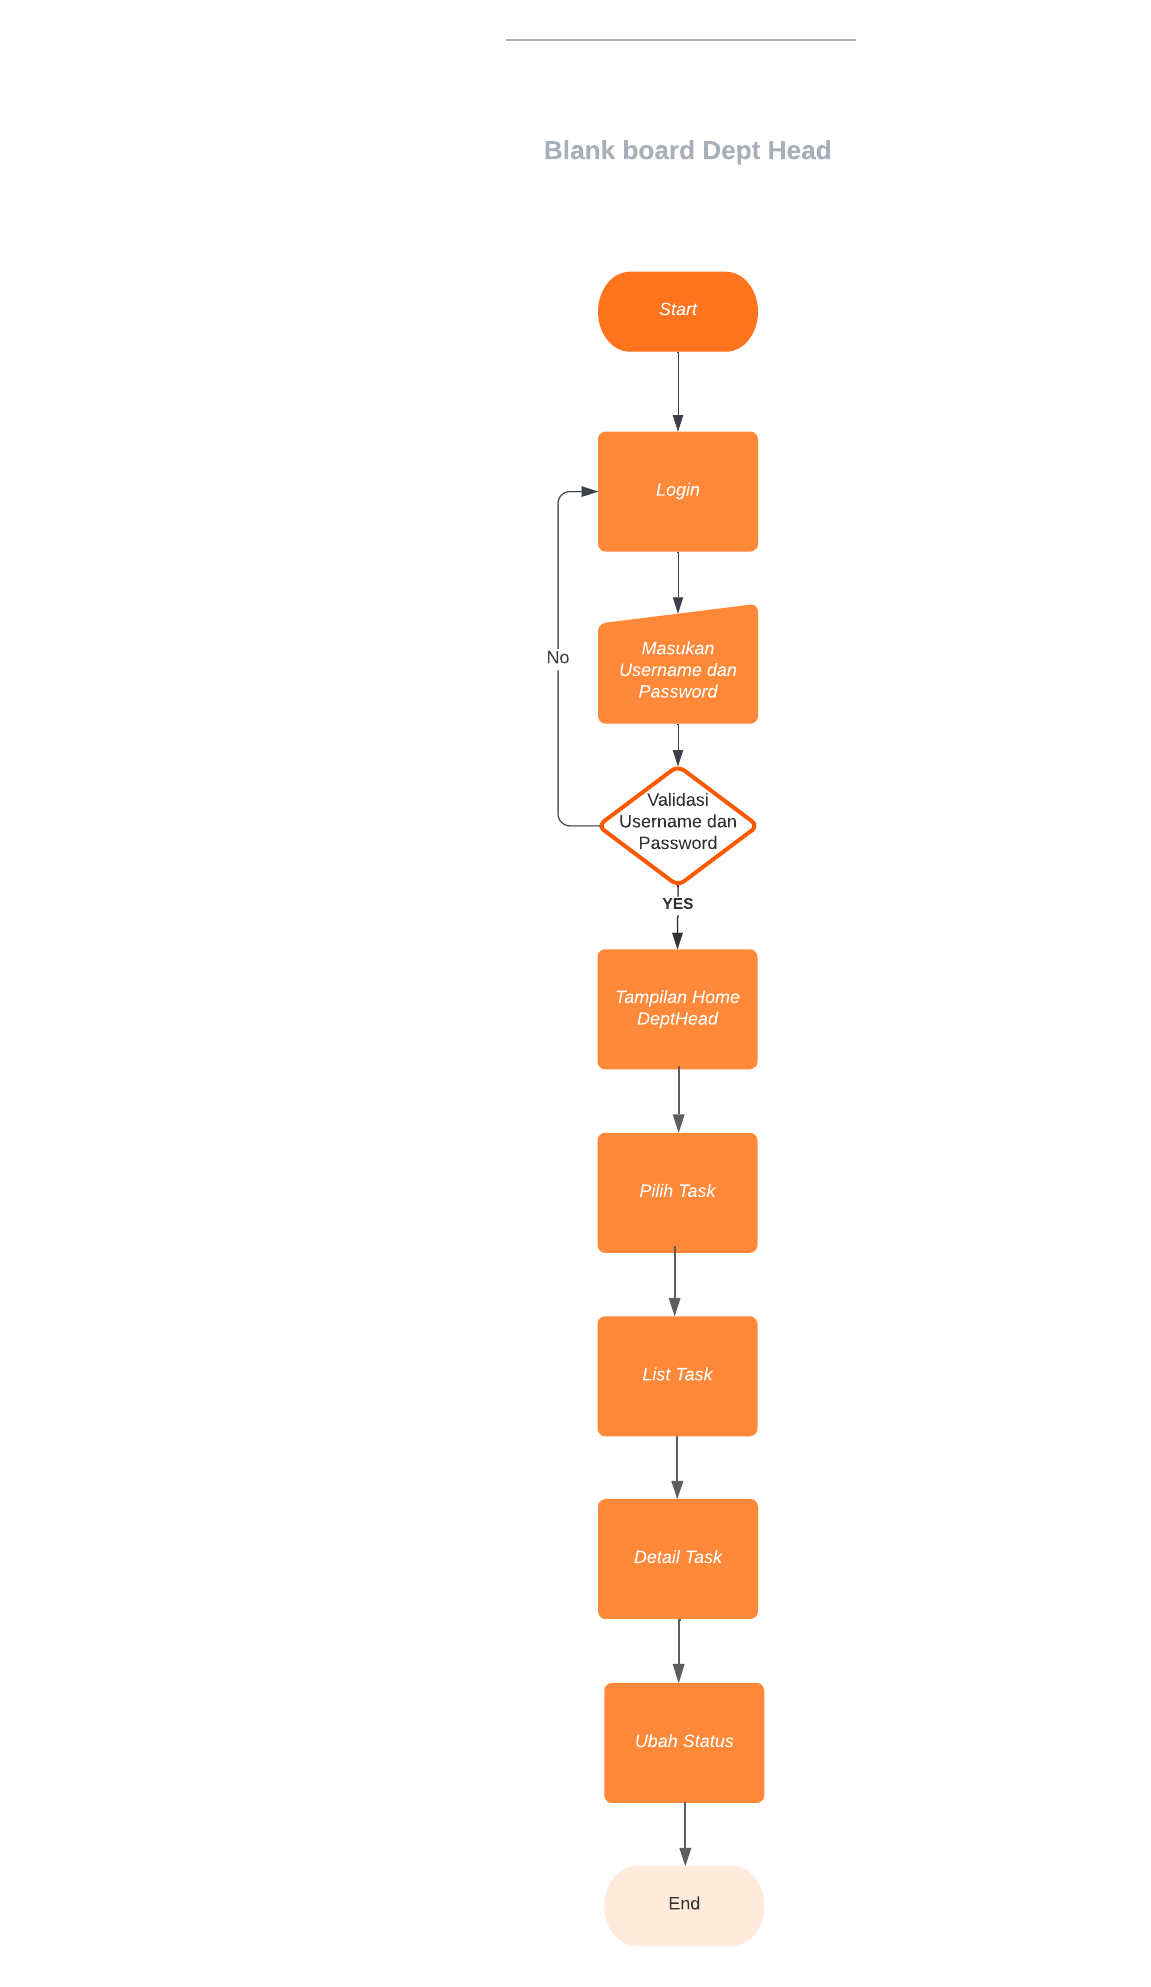 Blank board Dept Head
Start
Login
No
Masukan
Username dan
Password
Validasi
Username dan
Password
YES
Tampilan Home
DeptHead
Pilih Task
List Task
Detail Task
Ubah Status
End